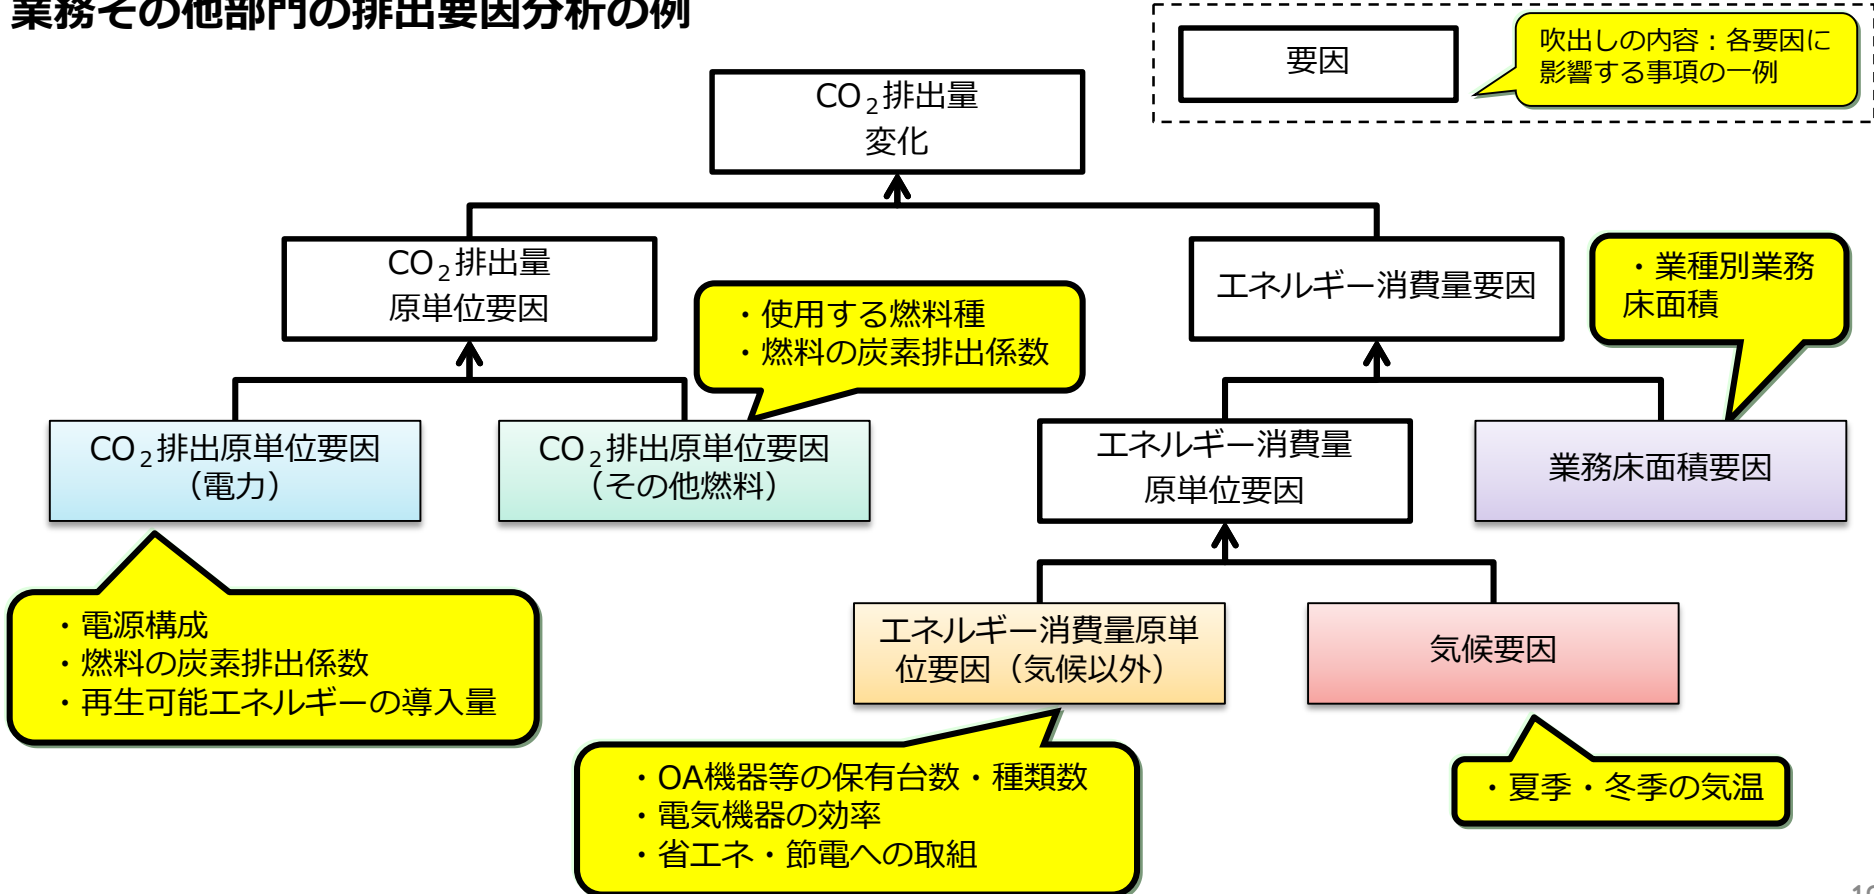 業務その他部門の排出要因分析の例
要因
吹出しの内容：各要因に
影響する事項の一例
CO₂排出量
変化
CO₂排出量
原単位要因
・使用する燃料種
・燃料の炭素排出係数
エネルギー消費量要因
・業種別業務
床面積
CO₂排出原単位要因
（電力）
CO₂排出原単位要因
（その他燃料）
エネルギー消費量
原単位要因
業務床面積要因
・電源構成
・燃料の炭素排出係数
・再生可能エネルギーの導入量
エネルギー消費量原単
位要因（気候以外）
気候要因
・OA機器等の保有台数・種類数
・電気機器の効率
・省エネ・節電への取組
・夏季・冬季の気温